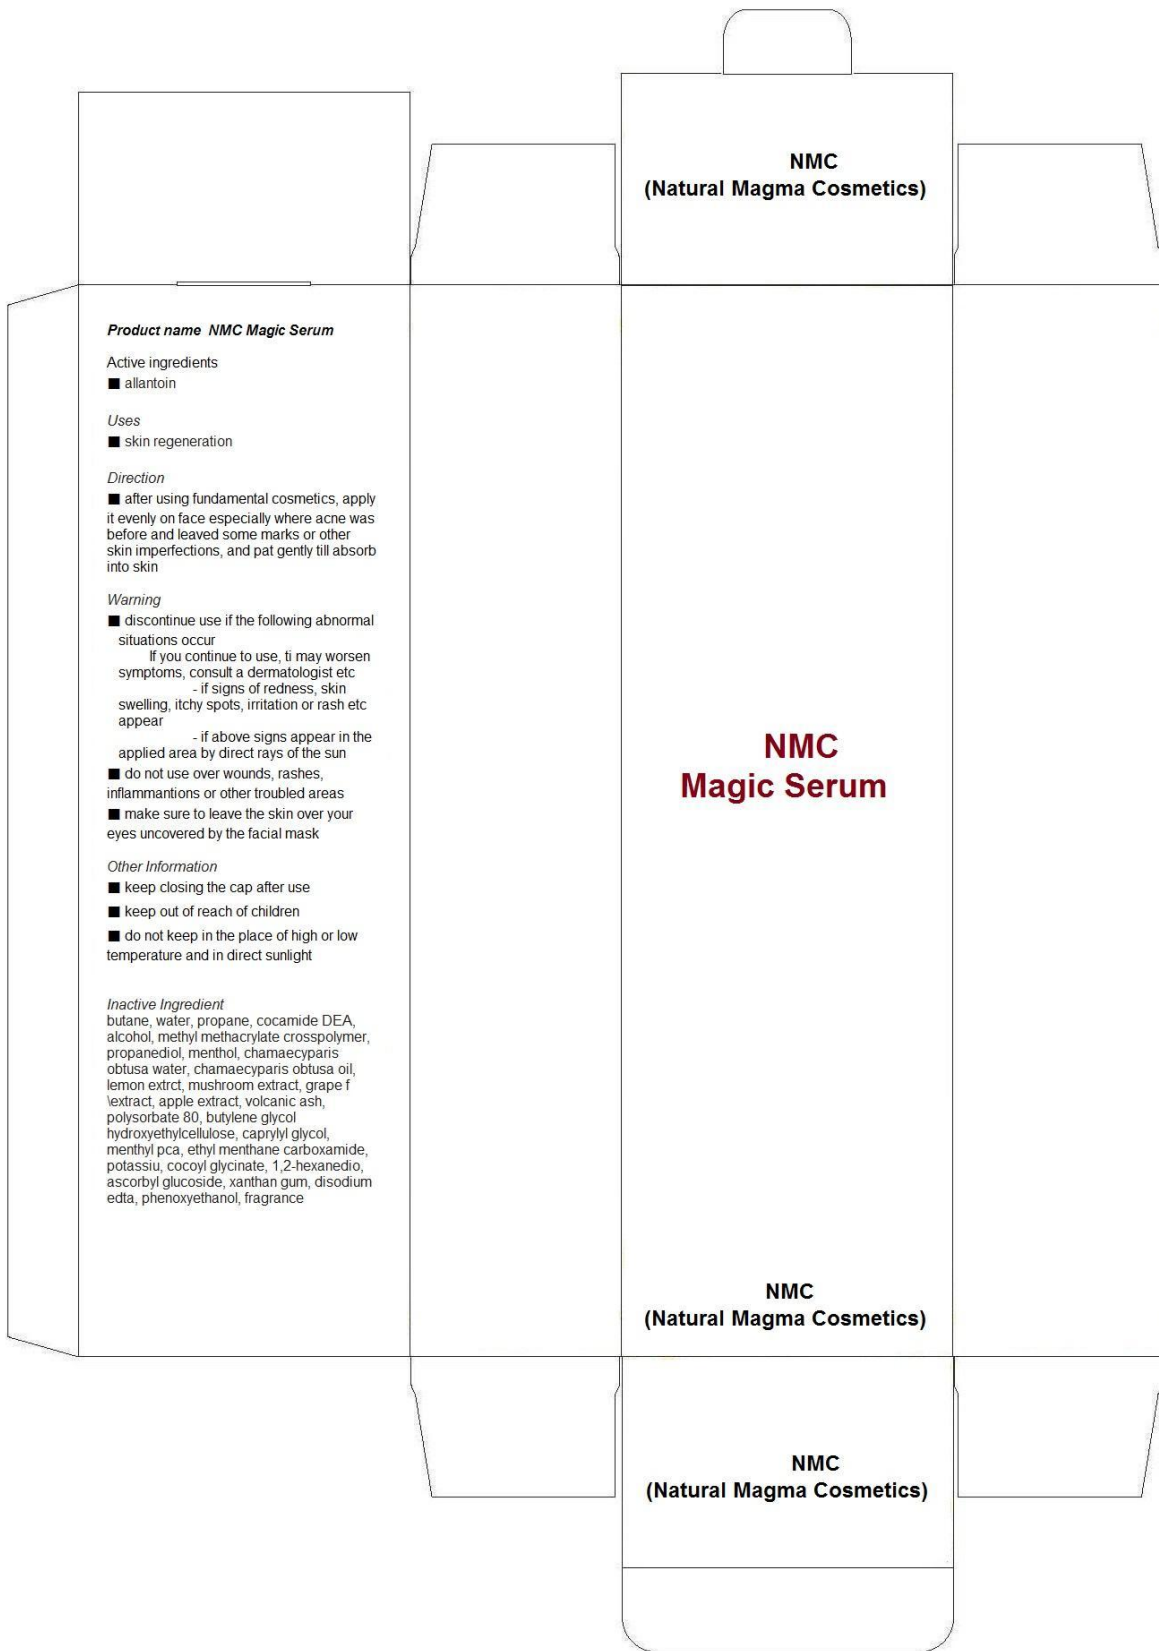 NMC
(Natural Magma Cosmetics)
Product name  NMC Magic Serum
Active ingredients
■ allantoin
Uses
■ skin regeneration
Direction
■ after using fundamental cosmetics, apply
it evenly on face especially where acne was
before and leaved some marks or other
skin imperfections, and pat gently till absorb
into skin
Warning
■ discontinue use if the following abnormal
situations occur
If you continue to use, ti may worsen
symptoms, consult a dermatologist etc
- if signs of redness, skin
swelling, itchy spots, irritation or rash etc
appear
- if above signs appear in the
applied area by direct rays of the sun
■ do not use over wounds, rashes,
inflammantions or other troubled areas
■ make sure to leave the skin over your
eyes uncovered by the facial mask
Other Information
■ keep closing the cap after use
■ keep out of reach of children
■ do not keep in the place of high or low
temperature and in direct sunlight
Inactive Ingredient
butane, water, propane, cocamide DEA,
alcohol, methyl methacrylate crosspolymer,
propanediol, menthol, chamaecyparis
obtusa water, chamaecyparis obtusa oil,
lemon extrct, mushroom extract, grape f
\extract, apple extract, volcanic ash,
polysorbate 80, butylene glycol
hydroxyethylcellulose, caprylyl glycol,
menthyl pca, ethyl menthane carboxamide,
potassiu, cocoyl glycinate, 1,2-hexanedio,
ascorbyl glucoside, xanthan gum, disodium
edta, phenoxyethanol, fragrance
NMC
Magic Serum
NMC
(Natural Magma Cosmetics)
NMC
(Natural Magma Cosmetics)